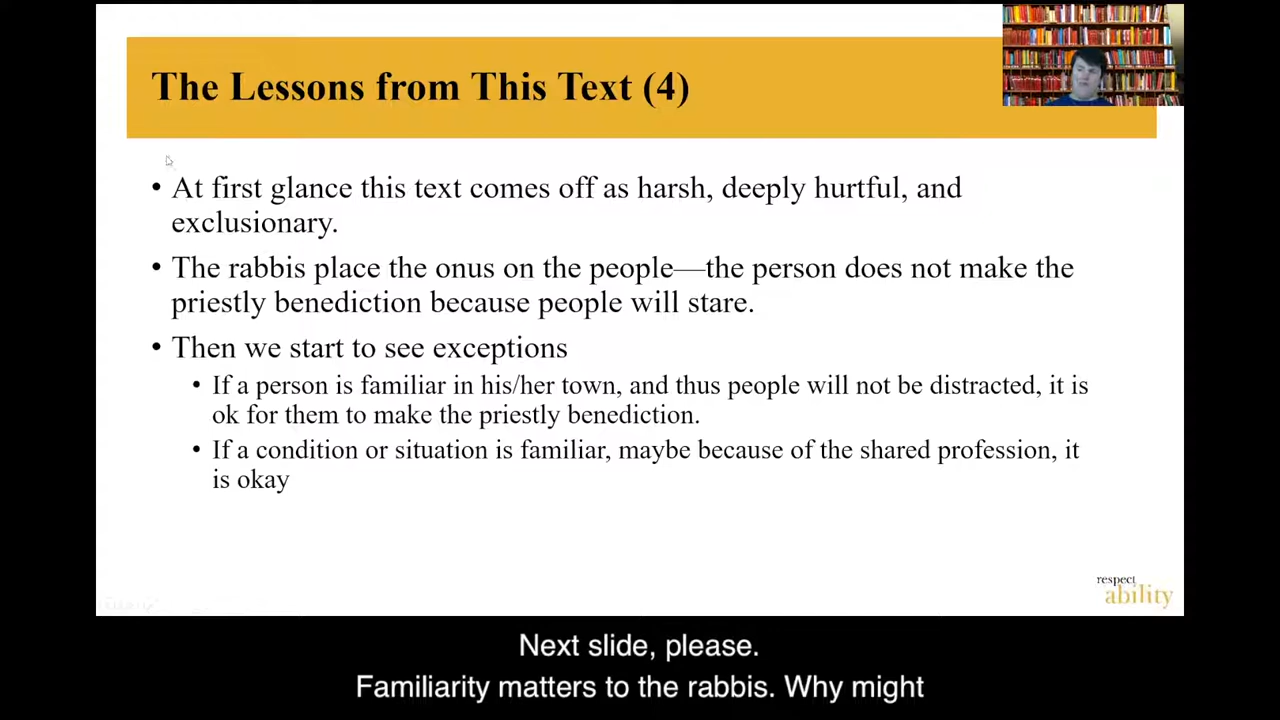 The Lessons from This Text (4)
• At first glance this text comes off as harsh, deeply hurtful, and
exclusionary.
• The rabbis place the onus on the people—the person does not make the
priestly benediction because people will stare.
• Then we start to see exceptions
• If a person is familiar in his/her town, and thus people will not be distracted, it is
ok for them to make the priestly benediction.
• If a condition or situation is familiar, maybe because of the shared profession, it
is okay
respect
ability
Next slide, please.
Familiarity matters to the rabbis. Why might